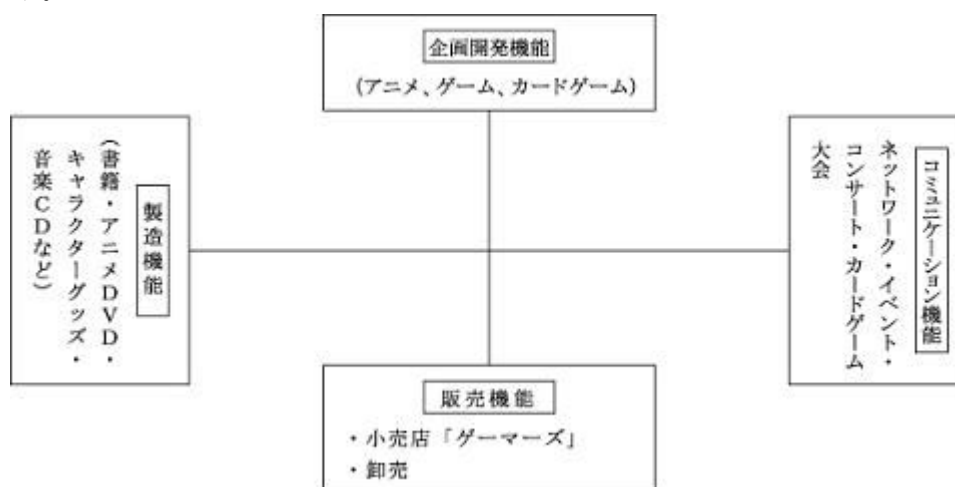 企画開発機能
(アニメ、ゲーム、カードゲーム)
製造機能
(書籍・アニメDVD・
キャラクターグッズ・
音楽CDなど)
コミュニケーション機能
ネットワーク・イベント・
コンサート・カードゲーム
大会
販売機能
・小売店「ゲーマーズ」
・卸売